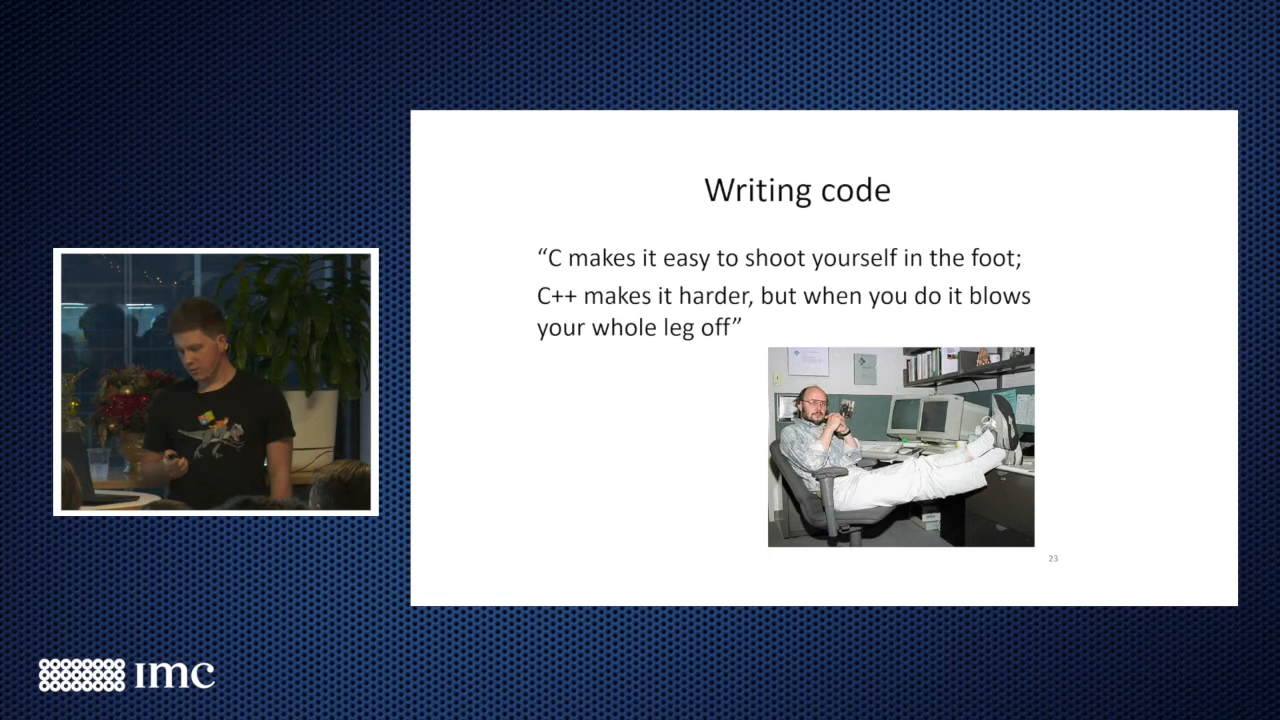 Writing code
“C makes it easy to shoot yourself in the foot;
C++ makes it harder, but when you do it blows
your whole leg off”
23
imc